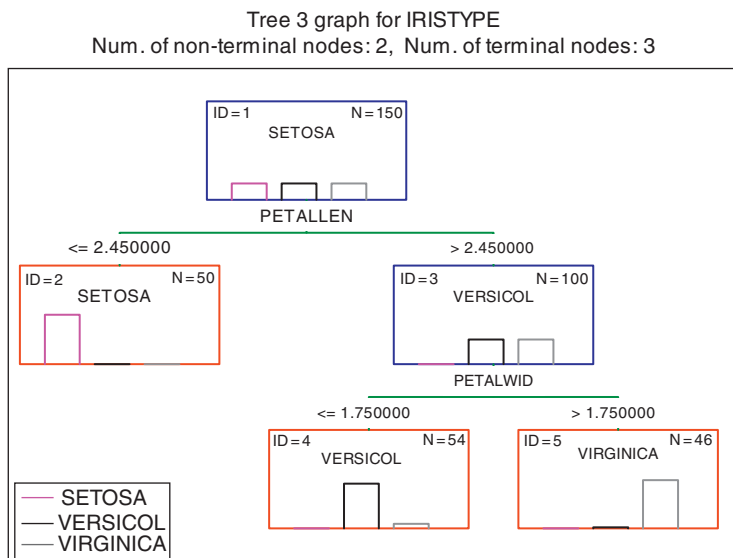 Tree 3 graph for IRISTYPE
Num. of non-terminal nodes: 2, Num. of terminal nodes: 3
ID=1 N=150
SETOSA
PETALLEN
<= 2.450000 > 2.450000
ID=2 N=50
SETOSA
ID=3 N=100
VERSICOL
PETALWID
<= 1.750000 > 1.750000
ID=4 N=54
VERSICOL
ID=5 N=46
VIRGINICA
SETOSA
VERSICOL
VIRGINICA